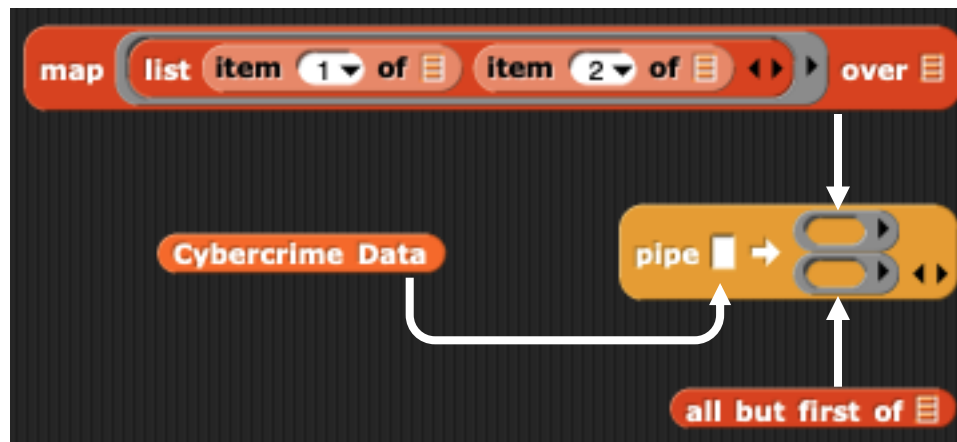 map list item 1 of item 2 of over
Cybercrime Data
pipe
all but first of